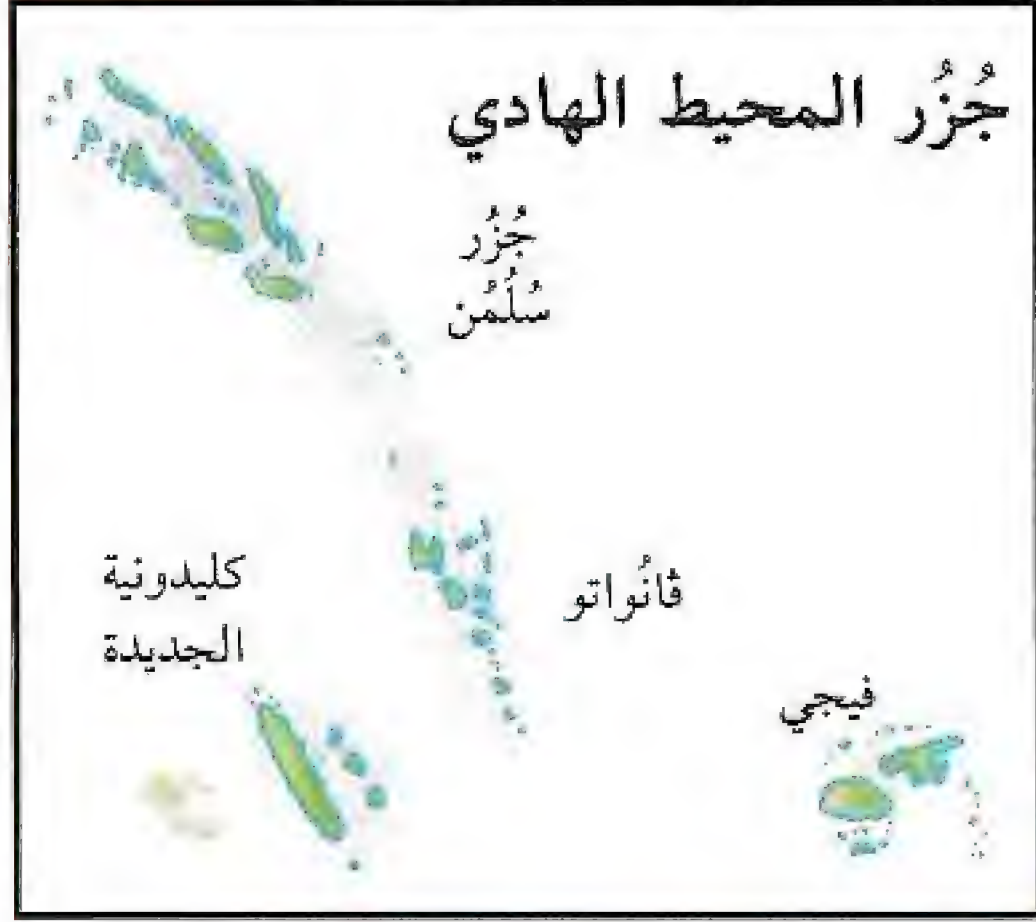 جُزُر المحيط الهادي
جُزُر
سُلُمُن
ڤانُواتو
كليدونية
الجديدة
فيجي